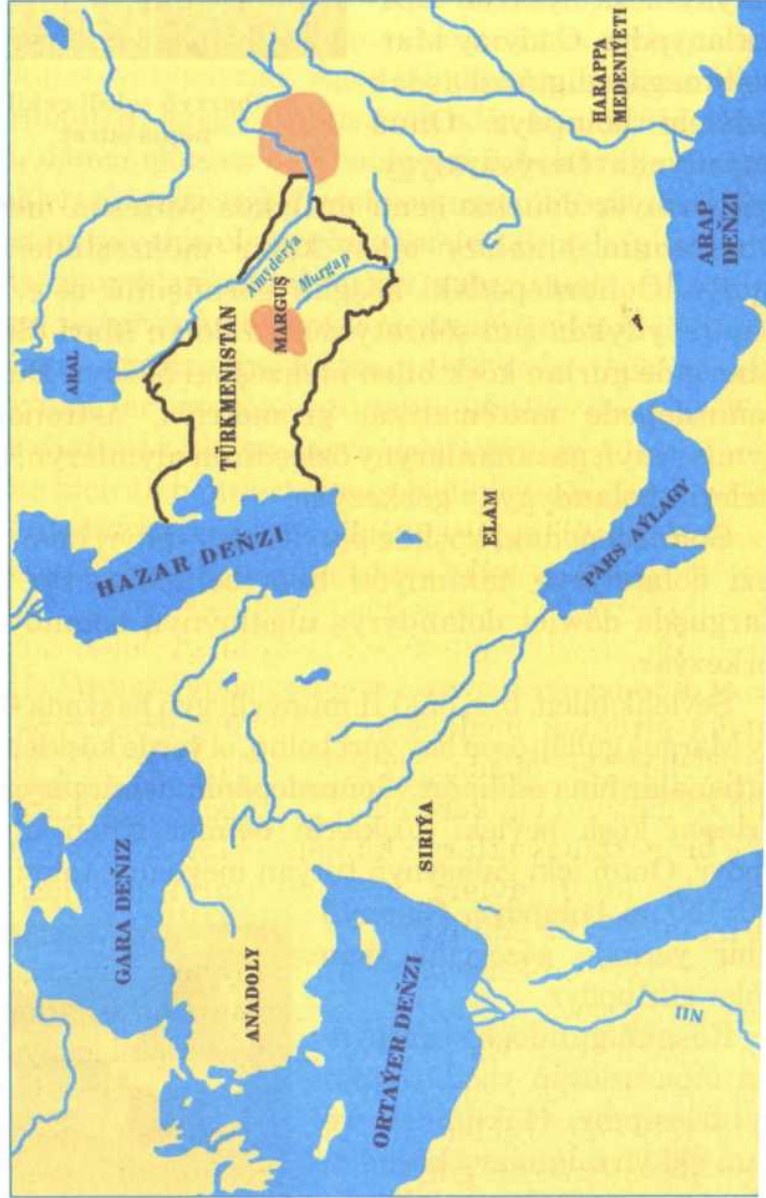 GARA DEŇIZ
ANADOLY
ORTAÝER DEŇZI
NIL
SIRIÝA
HAZAR DEŇZI
ARAL
TÜRKMENISTAN
Amyderýa
Murgap
MARGUŞ
ELAM
PARS AÝLAGY
ARAP
DEŇZI
HARAPPA
MEDENIÝETI